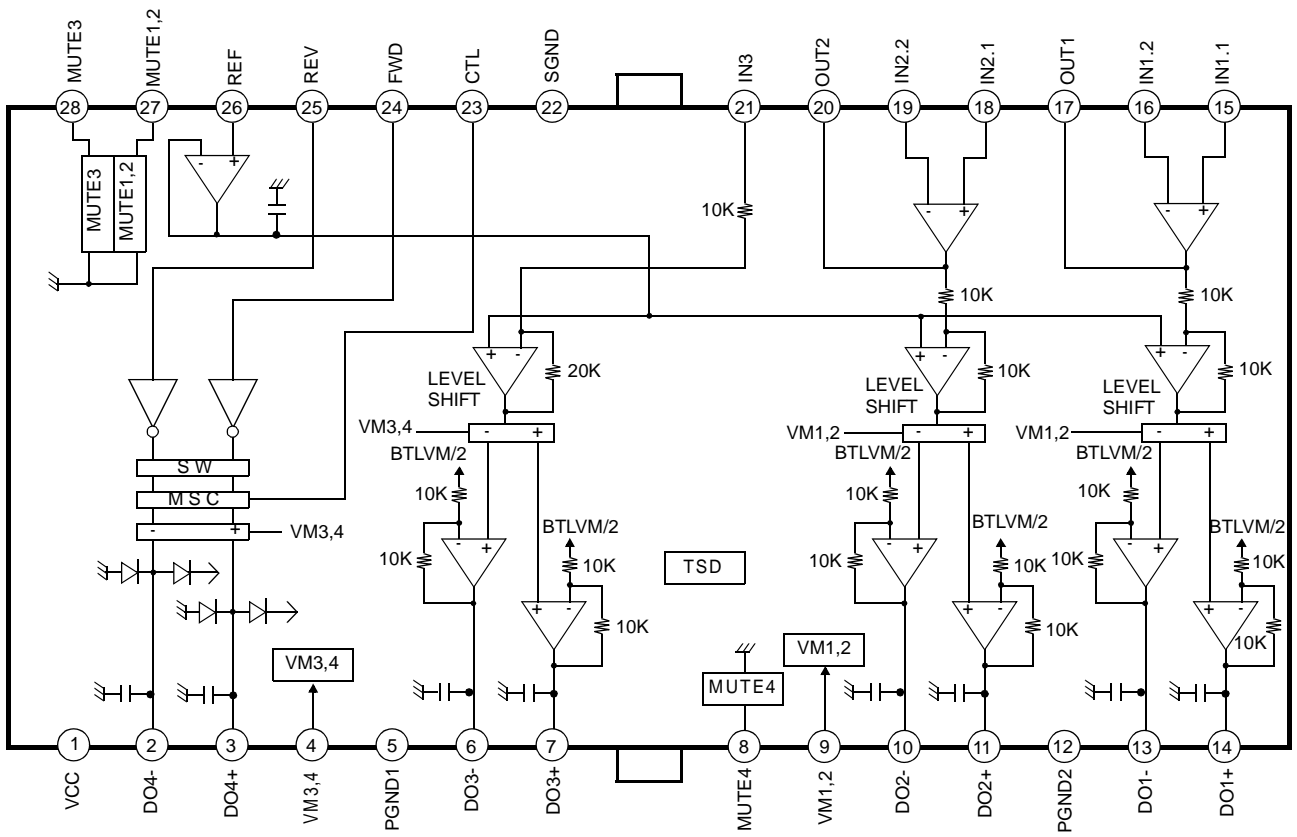 MUTE3
MUTE1,2
REF
REV
FWD
CTL
SGND
IN3
OUT2
IN2.2
IN2.1
OUT1
IN1.2
IN1.1
28
27
26
25
24
23
22
21
20
19
18
17
16
15
MUTE3
MUTE1,2
- +
- +
- +
10K
10K
10K
+ -
+ -
+ -
LEVEL
SHIFT
20K
LEVEL
SHIFT
10K
LEVEL
SHIFT
10K
VM3,4
- +
VM1,2
- +
VM1,2
- +
BTLVM/2
BTLVM/2
BTLVM/2
SW
MSC
- +
VM3,4
10K
10K
10K
BTLVM/2
BTLVM/2
BTLVM/2
- +
- +
- +
10K
10K
10K
10K
10K
10K
TSD
+ -
+ -
+ -
10K
10K
10K
VM3,4
VM1,2
MUTE4
1
2
3
4
5
6
7
8
9
10
11
12
13
14
VCC
DO4-
DO4+
VM3,4
PGND1
DO3-
DO3+
MUTE4
VM1,2
DO2-
DO2+
PGND2
DO1-
DO1+